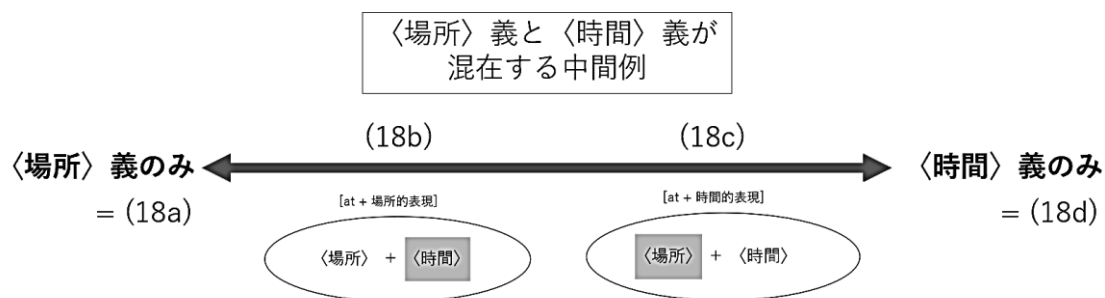 〈場所〉義と〈時間〉義が
混在する中間例
(18b)
(18c)
〈場所〉義のみ
= (18a)
〈時間〉義のみ
= (18d)
[at + 場所的表現]
〈場所〉 + 〈時間〉
[at + 時間的表現]
〈場所〉 + 〈時間〉